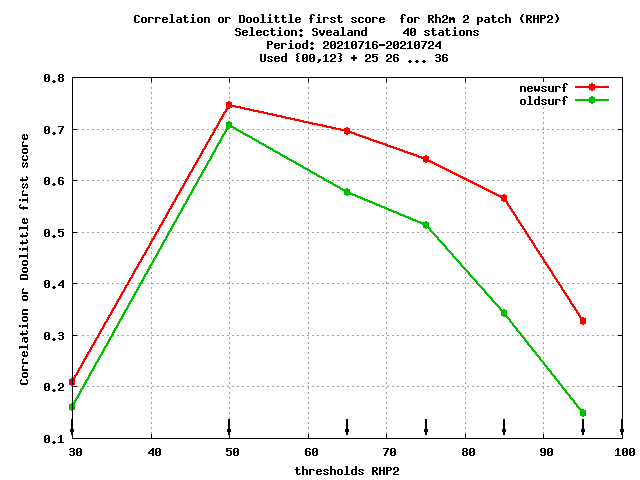 Correlation or Doolittle first score  for Rh2m 2 patch (RHP2)
Selection: Svealand     40 stations
Period: 20210716-20210724
Used {00,12} + 25 26 ... 36
newsurf
oldsurf
Correlation or Doolittle first score
0.8
0.7
0.6
0.5
0.4
0.3
0.2
0.1
30 40 50 60 70 80 90 100
thresholds RHP2